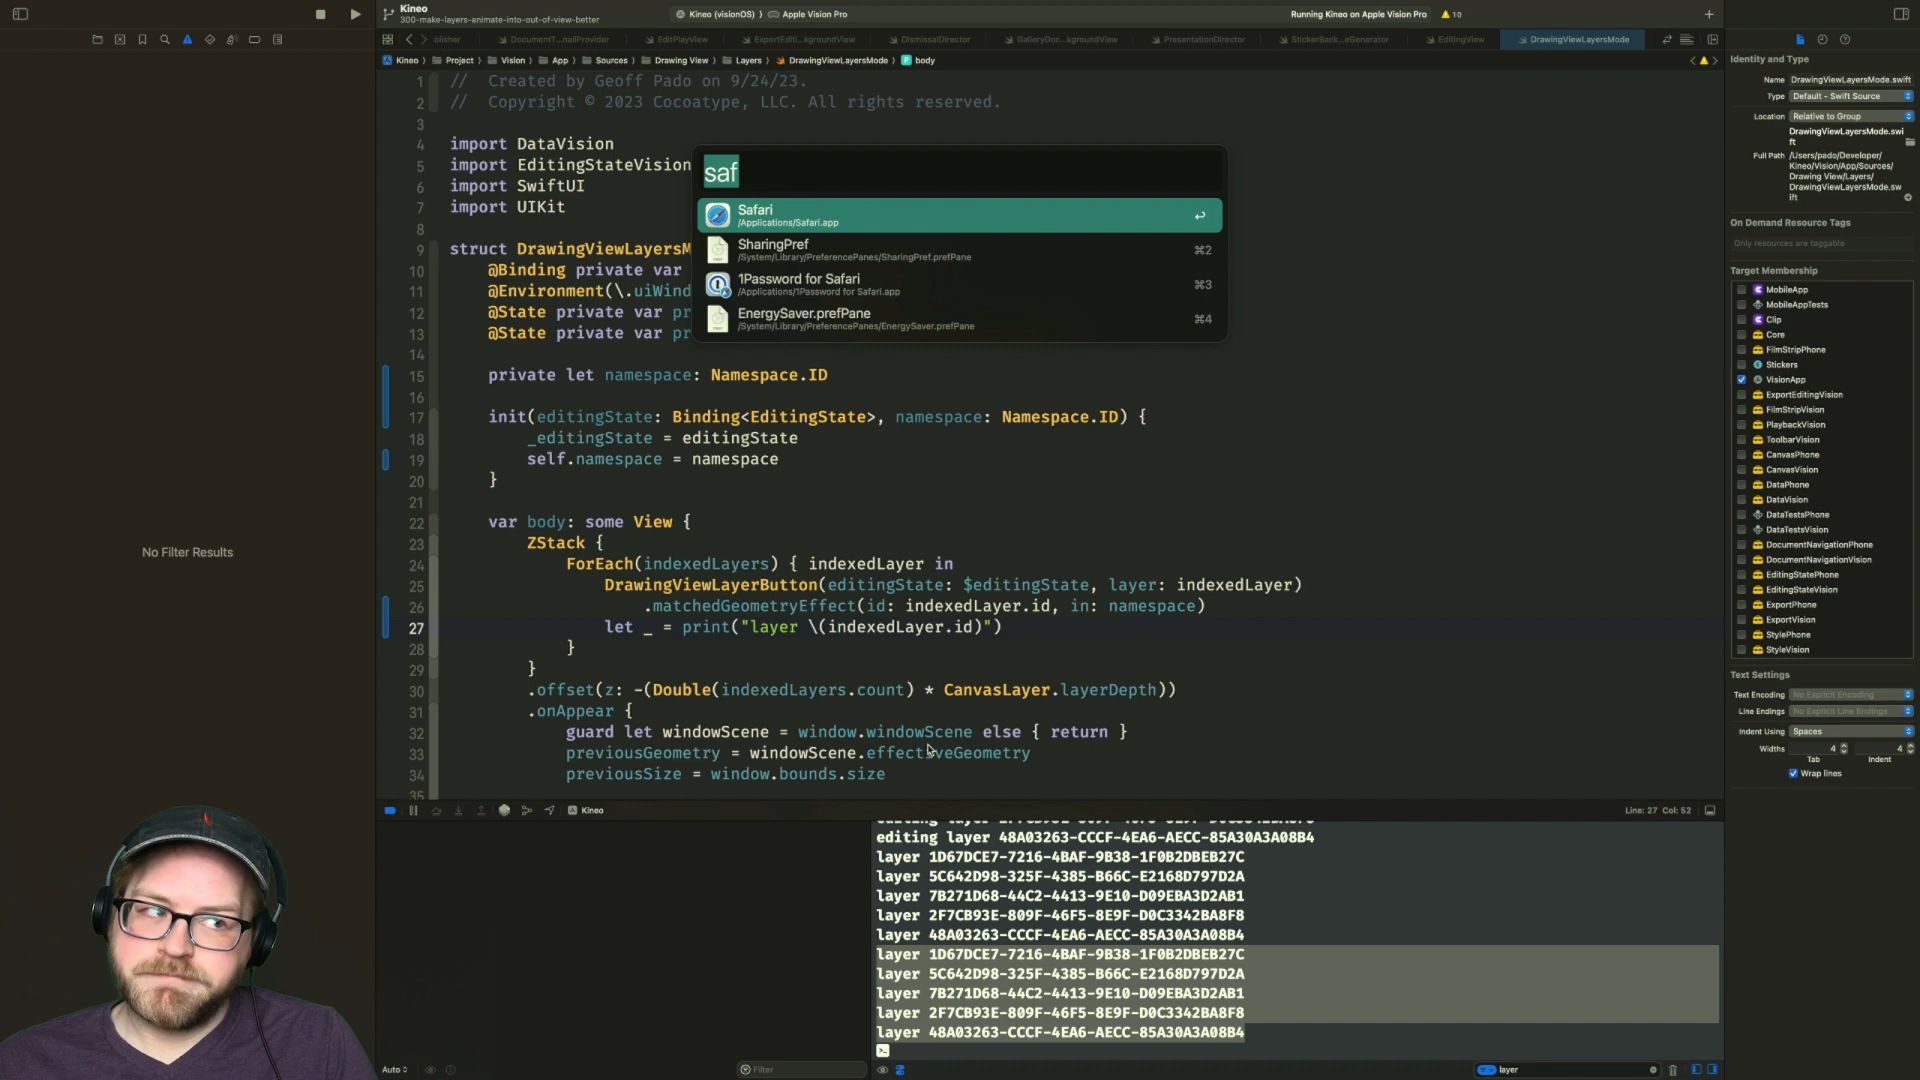 Kineo
300-make-layers-animate-into-out-of-view-better
Kineo (visionOS) 〉 Apple Vision Pro
Running Kineo on Apple Vision Pro
10
olisher
DocumentT...nailProvider
EditPlayView
ExportEditi...kgroundView
DismissalDirector
GalleryDoc...kgroundView
PresentationDirector
StickerBack...eGenerator
EditingView
DrawingViewLayersMode
Kineo 〉 Project 〉 Vision 〉 App 〉 Sources 〉 Drawing View 〉 Layers 〉 DrawingViewLayersMode 〉 body
1 // Created by Geoff Pado on 9/24/23.
2 // Copyright © 2023 Cocoatype, LLC. All rights reserved.
3
4 import DataVision
5 import EditingStateVision
6 import SwiftUI
7 import UIKit
8
9 struct DrawingViewLayersM
10 @Binding private var
11 @Environment(\.uiWind
12 @State private var pr
13 @State private var pr
14
15 private let namespace: Namespace.ID
16
17 init(editingState: Binding<EditingState>, namespace: Namespace.ID) {
18 _editingState = editingState
19 self.namespace = namespace
20 }
21
22 var body: some View {
23 ZStack {
24 ForEach(indexedLayers) { indexedLayer in
25 DrawingViewLayerButton(editingState: $editingState, layer: indexedLayer)
26 .matchedGeometryEffect(id: indexedLayer.id, in: namespace)
27 let _ = print("layer \(indexedLayer.id)")
28 }
29 }
30 .offset(z: -(Double(indexedLayers.count) * CanvasLayer.layerDepth))
31 .onAppear {
32 guard let windowScene = window.windowScene else { return }
33 previousGeometry = windowScene.effectiveGeometry
34 previousSize = window.bounds.size
35
saf
Safari
/Applications/Safari.app
SharingPref
/System/Library/PreferencePanes/SharingPref.prefPane
⌘2
1Password for Safari
/Applications/1Password for Safari.app
⌘3
EnergySaver.prefPane
/System/Library/PreferencePanes/EnergySaver.prefPane
⌘4
No Filter Results
Kineo
Line: 27 Col: 52
editing layer 48A03263-CCCF-4EA6-AECC-85A30A3A08B4
layer 1D67DCE7-7216-4BAF-9B38-1F0B2DBEB27C
layer 5C642D98-325F-4385-B66C-E2168D797D2A
layer 7B271D68-44C2-4413-9E10-D09EBA3D2AB1
layer 2F7CB93E-809F-46F5-8E9F-D0C3342BA8F8
layer 48A03263-CCCF-4EA6-AECC-85A30A3A08B4
layer 1D67DCE7-7216-4BAF-9B38-1F0B2DBEB27C
layer 5C642D98-325F-4385-B66C-E2168D797D2A
layer 7B271D68-44C2-4413-9E10-D09EBA3D2AB1
layer 2F7CB93E-809F-46F5-8E9F-D0C3342BA8F8
layer 48A03263-CCCF-4EA6-AECC-85A30A3A08B4
Auto
Filter
layer
Identity and Type
Name DrawingViewLayersMode.swift
Type Default - Swift Source
Location Relative to Group
DrawingViewLayersMode.swi
ft
Full Path /Users/pado/Developer/
Kineo/Vision/App/Sources/
Drawing View/Layers/
DrawingViewLayersMode.sw
ift
On Demand Resource Tags
Only resources are taggable
Target Membership
MobileApp
MobileAppTests
Clip
Core
FilmStripPhone
Stickers
VisionApp
ExportEditingVision
FilmStripVision
PlaybackVision
ToolbarVision
CanvasPhone
CanvasVision
DataPhone
DataVision
DataTestsPhone
DataTestsVision
DocumentNavigationPhone
DocumentNavigationVision
EditingStatePhone
EditingStateVision
ExportPhone
ExportVision
StylePhone
StyleVision
Text Settings
Text Encoding No Explicit Encoding
Line Endings No Explicit Line Endings
Indent Using Spaces
Widths 4 4
Tab Indent
Wrap lines